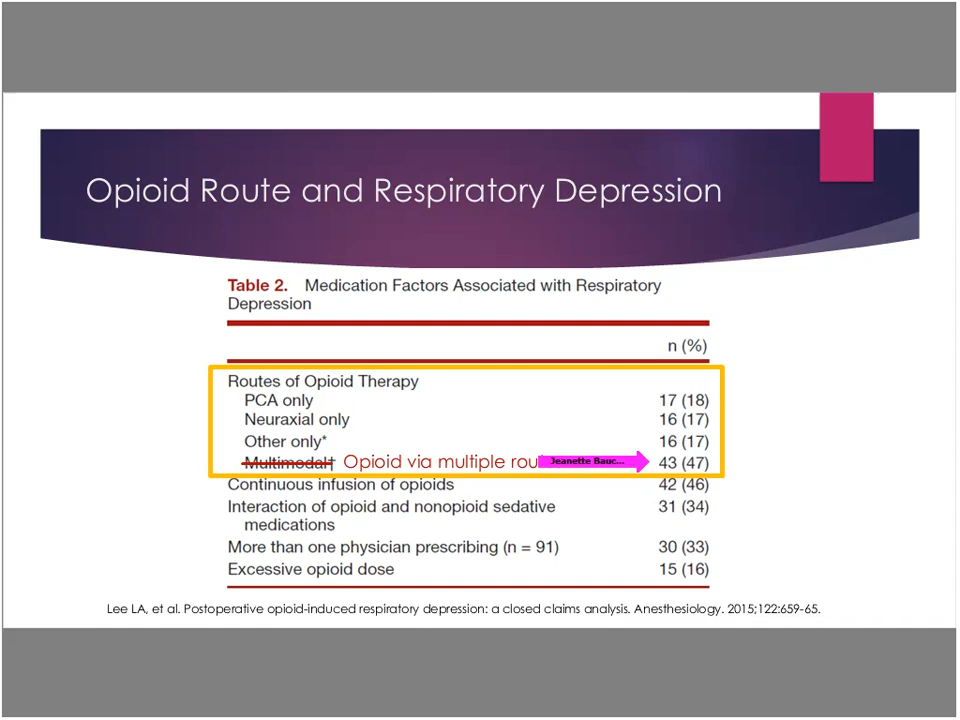 Opioid Route and Respiratory Depression
Table 2. Medication Factors Associated with Respiratory
Depression
n (%)
Routes of Opioid Therapy
PCA only 17 (18)
Neuraxial only 16 (17)
Other only* 16 (17)
Multimodal† Opioid via multiple Jeanette Bauc... 43 (47)
Continuous infusion of opioids 42 (46)
Interaction of opioid and nonopioid sedative 31 (34)
medications
More than one physician prescribing (n = 91) 30 (33)
Excessive opioid dose 15 (16)
Lee LA, et al. Postoperative opioid-induced respiratory depression: a closed claims analysis. Anesthesiology. 2015;122:659-65.